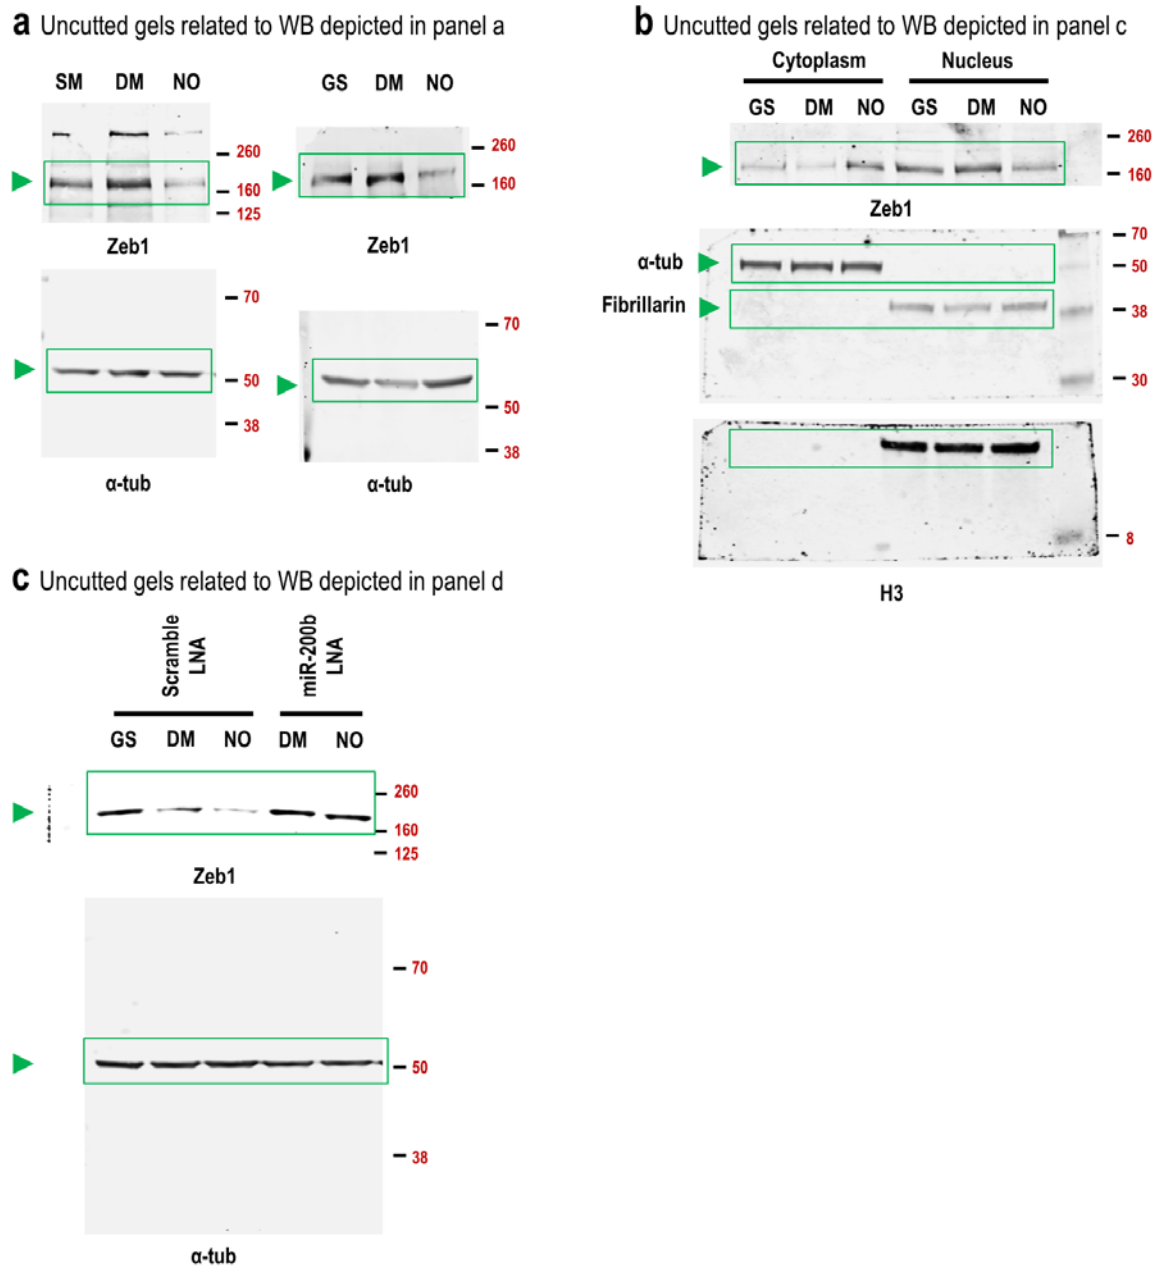 a Uncutted gels related to WB depicted in panel a
SM DM NO
260
160
125
Zeb1
GS DM NO
260
160
Zeb1
70
50
38
α-tub
70
50
38
α-tub
b Uncutted gels related to WB depicted in panel c
Cytoplasm Nucleus
GS DM NO GS DM NO
260
160
Zeb1
70
α-tub
50
Fibrillarin
38
30
8
H3
c Uncutted gels related to WB depicted in panel d
Scramble
LNA
miR-200b
LNA
GS DM NO DM NO
260
160
125
Zeb1
70
50
38
α-tub